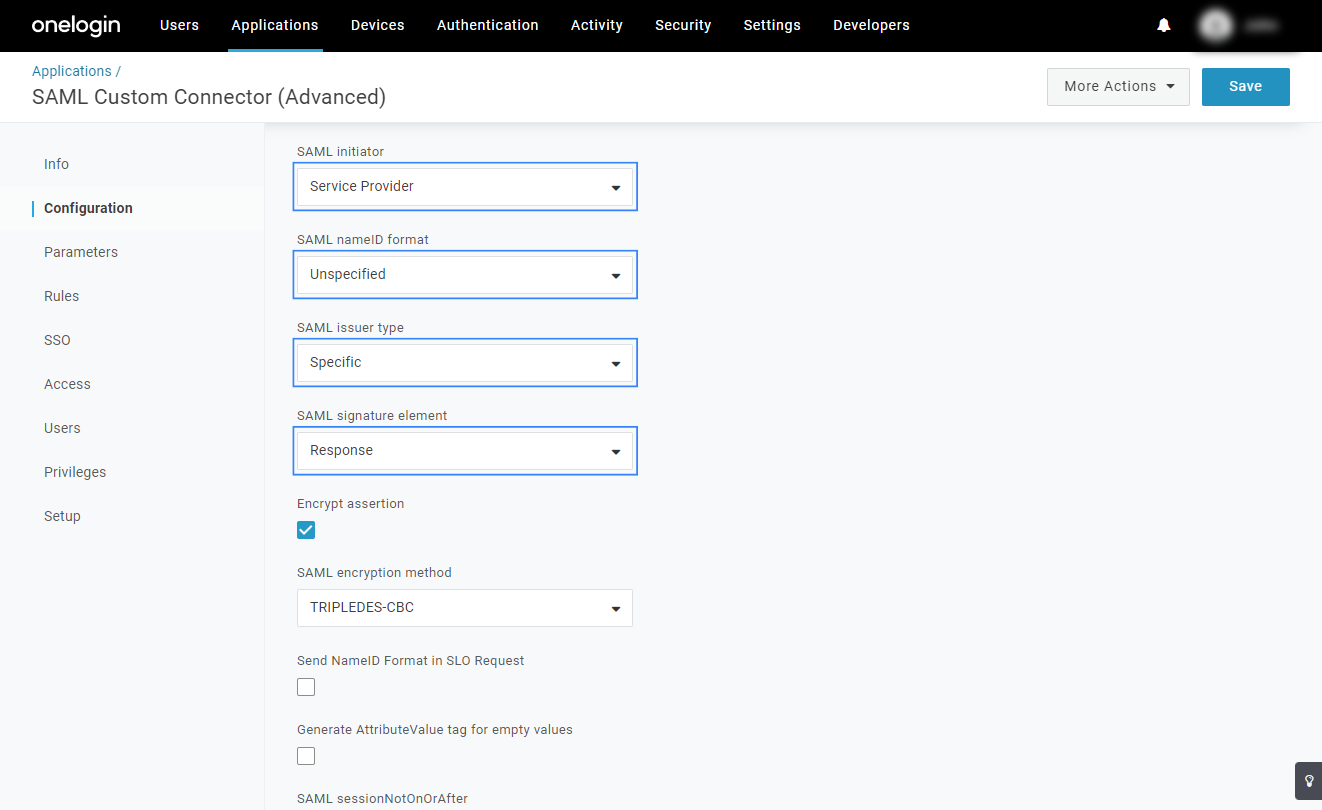 onelogin Users Applications Devices Authentication Activity Security Settings Developers
Applications /
SAML Custom Connector (Advanced)
More Actions
Save
Info
Configuration
Parameters
Rules
SSO
Access
Users
Privileges
Setup
SAML initiator
Service Provider
SAML nameID format
Unspecified
SAML issuer type
Specific
SAML signature element
Response
Encrypt assertion
SAML encryption method
TRIPLEDES-CBC
Send NameID Format in SLO Request
Generate AttributeValue tag for empty values
SAML sessionNotOnOrAfter